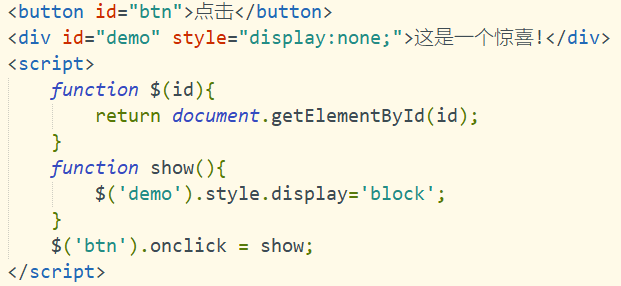 <button id="btn">点击</button>
<div id="demo" style="display:none;">这是一个惊喜!</div>
<script>
    function $(id){
        return document.getElementById(id);
    }
    function show(){
        $('demo').style.display='block';
    }
    $('btn').onclick = show;
</script>